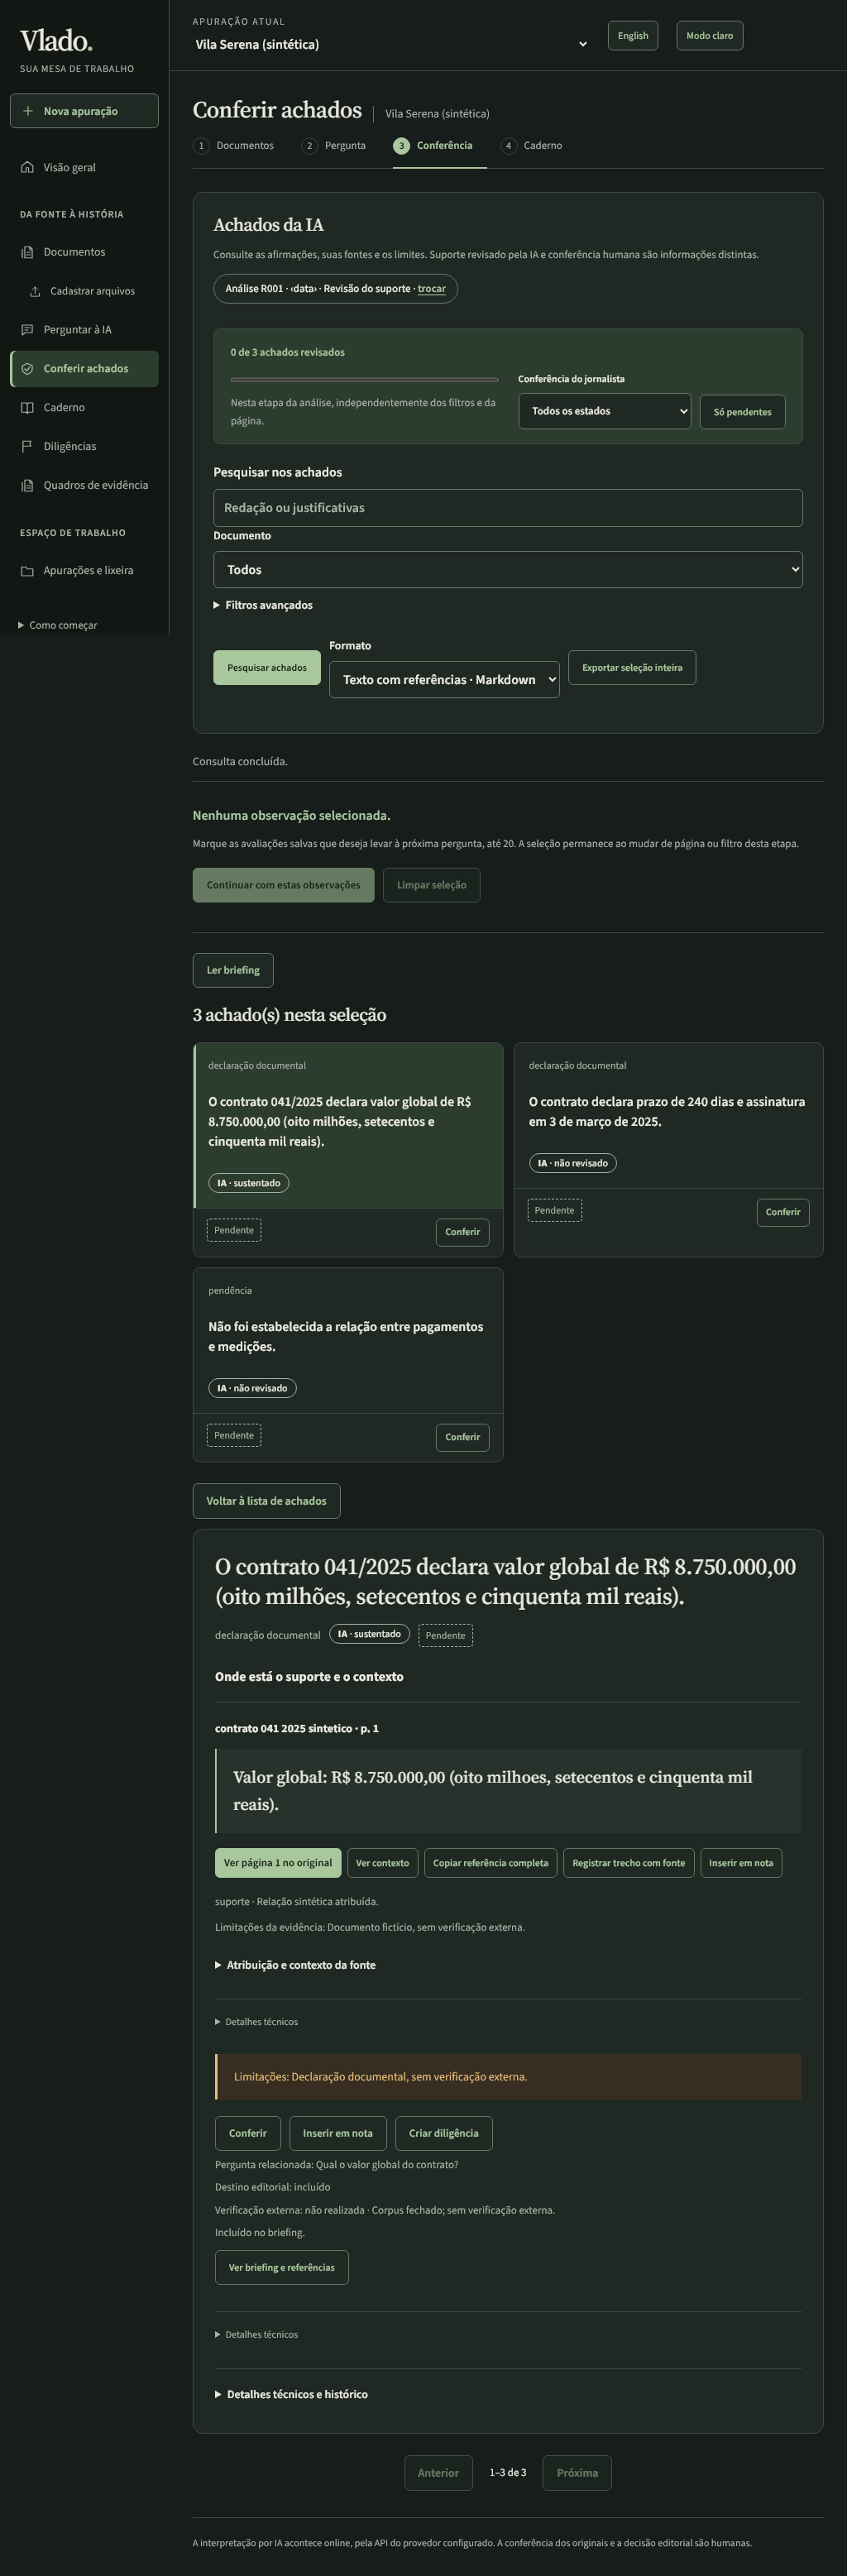 Vlado.
SUA MESA DE TRABALHO
Nova apuração
Visão geral
DA FONTE À HISTÓRIA
Documentos
Cadastrar arquivos
Perguntar à IA
Conferir achados
Caderno
Diligências
Quadros de evidência
ESPAÇO DE TRABALHO
Apurações e lixeira
Como começar
APURAÇÃO ATUAL
Vila Serena (sintética)
English
Modo claro
Conferir achados
Vila Serena (sintética)
1 Documentos
2 Pergunta
3 Conferência
4 Caderno
Achados da IA
Consulte as afirmações, suas fontes e os limites. Suporte revisado pela IA e conferência humana são informações distintas.
Análise R001 · ‹data› · Revisão do suporte · trocar
0 de 3 achados revisados
Nesta etapa da análise, independentemente dos filtros e da
página.
Conferência do jornalista
Todos os estados
Só pendentes
Pesquisar nos achados
Redação ou justificativas
Documento
Todos
Filtros avançados
Pesquisar achados
Formato
Texto com referências · Markdown
Exportar seleção inteira
Consulta concluída.
Nenhuma observação selecionada.
Marque as avaliações salvas que deseja levar à próxima pergunta, até 20. A seleção permanece ao mudar de página ou filtro desta etapa.
Continuar com estas observações
Limpar seleção
Ler briefing
3 achado(s) nesta seleção
declaração documental
O contrato 041/2025 declara valor global de R$
8.750.000,00 (oito milhões, setecentos e
cinquenta mil reais).
IA · sustentado
Pendente
Conferir
declaração documental
O contrato declara prazo de 240 dias e assinatura
em 3 de março de 2025.
IA · não revisado
Pendente
Conferir
pendência
Não foi estabelecida a relação entre pagamentos
e medições.
IA · não revisado
Pendente
Conferir
Voltar à lista de achados
O contrato 041/2025 declara valor global de R$ 8.750.000,00
(oito milhões, setecentos e cinquenta mil reais).
declaração documental
IA · sustentado
Pendente
Onde está o suporte e o contexto
contrato 041 2025 sintetico · p. 1
Valor global: R$ 8.750.000,00 (oito milhoes, setecentos e cinquenta mil
reais).
Ver página 1 no original
Ver contexto
Copiar referência completa
Registrar trecho com fonte
Inserir em nota
suporte · Relação sintética atribuída.
Limitações da evidência: Documento fictício, sem verificação externa.
Atribuição e contexto da fonte
Detalhes técnicos
Limitações: Declaração documental, sem verificação externa.
Conferir
Inserir em nota
Criar diligência
Pergunta relacionada: Qual o valor global do contrato?
Destino editorial: incluído
Verificação externa: não realizada · Corpus fechado; sem verificação externa.
Incluído no briefing.
Ver briefing e referências
Detalhes técnicos
Detalhes técnicos e histórico
Anterior
1–3 de 3
Próxima
A interpretação por IA acontece online, pela API do provedor configurado. A conferência dos originais e a decisão editorial são humanas.